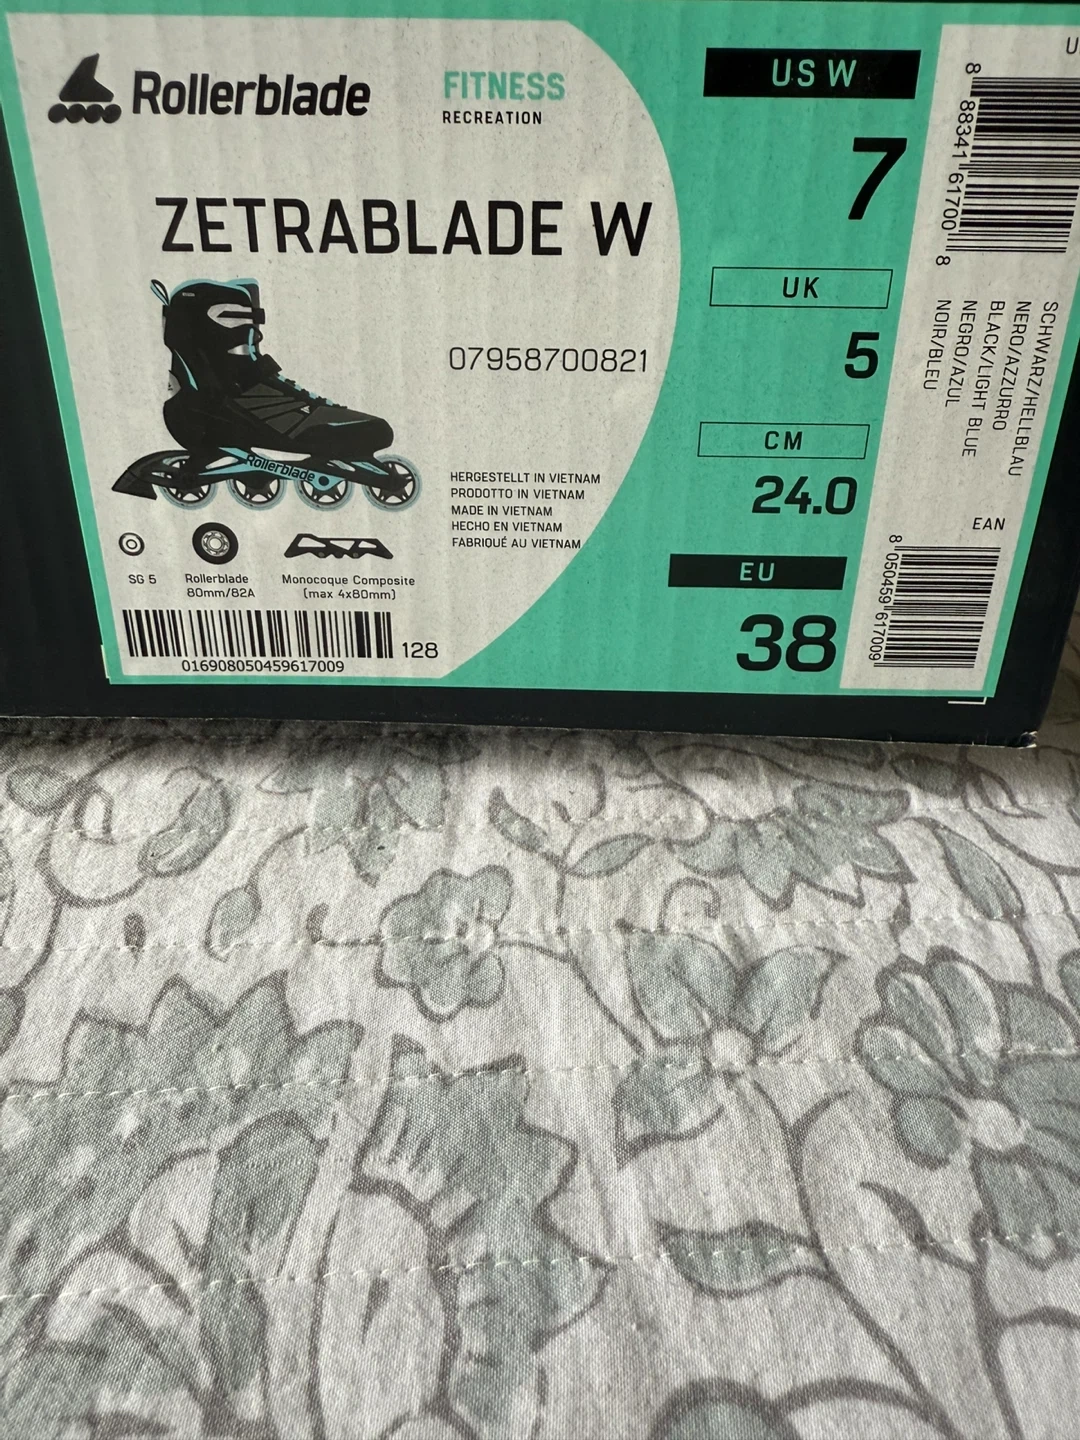 Rollerblade
FITNESS
RECREATION
ZETRABLADE W
07958700821
Rollerblade
HERGESTELLT IN VIETNAM
PRODOTTO IN VIETNAM
MADE IN VIETNAM
HECHO EN VIETNAM
FABRIQUÉ AU VIETNAM
SG 5
Rollerblade
80mm/82A
Monocoque Composite
(max 4x80mm)
016908050459617009
128
US W
7
UK
5
CM
24.0
EU
38
8 88341 61700 8
SCHWARZ/HELLBLAU
NERO/AZZURRO
BLACK/LIGHT BLUE
NEGRO/AZUL
NOIR/BLEU
EAN
8 050459 617009